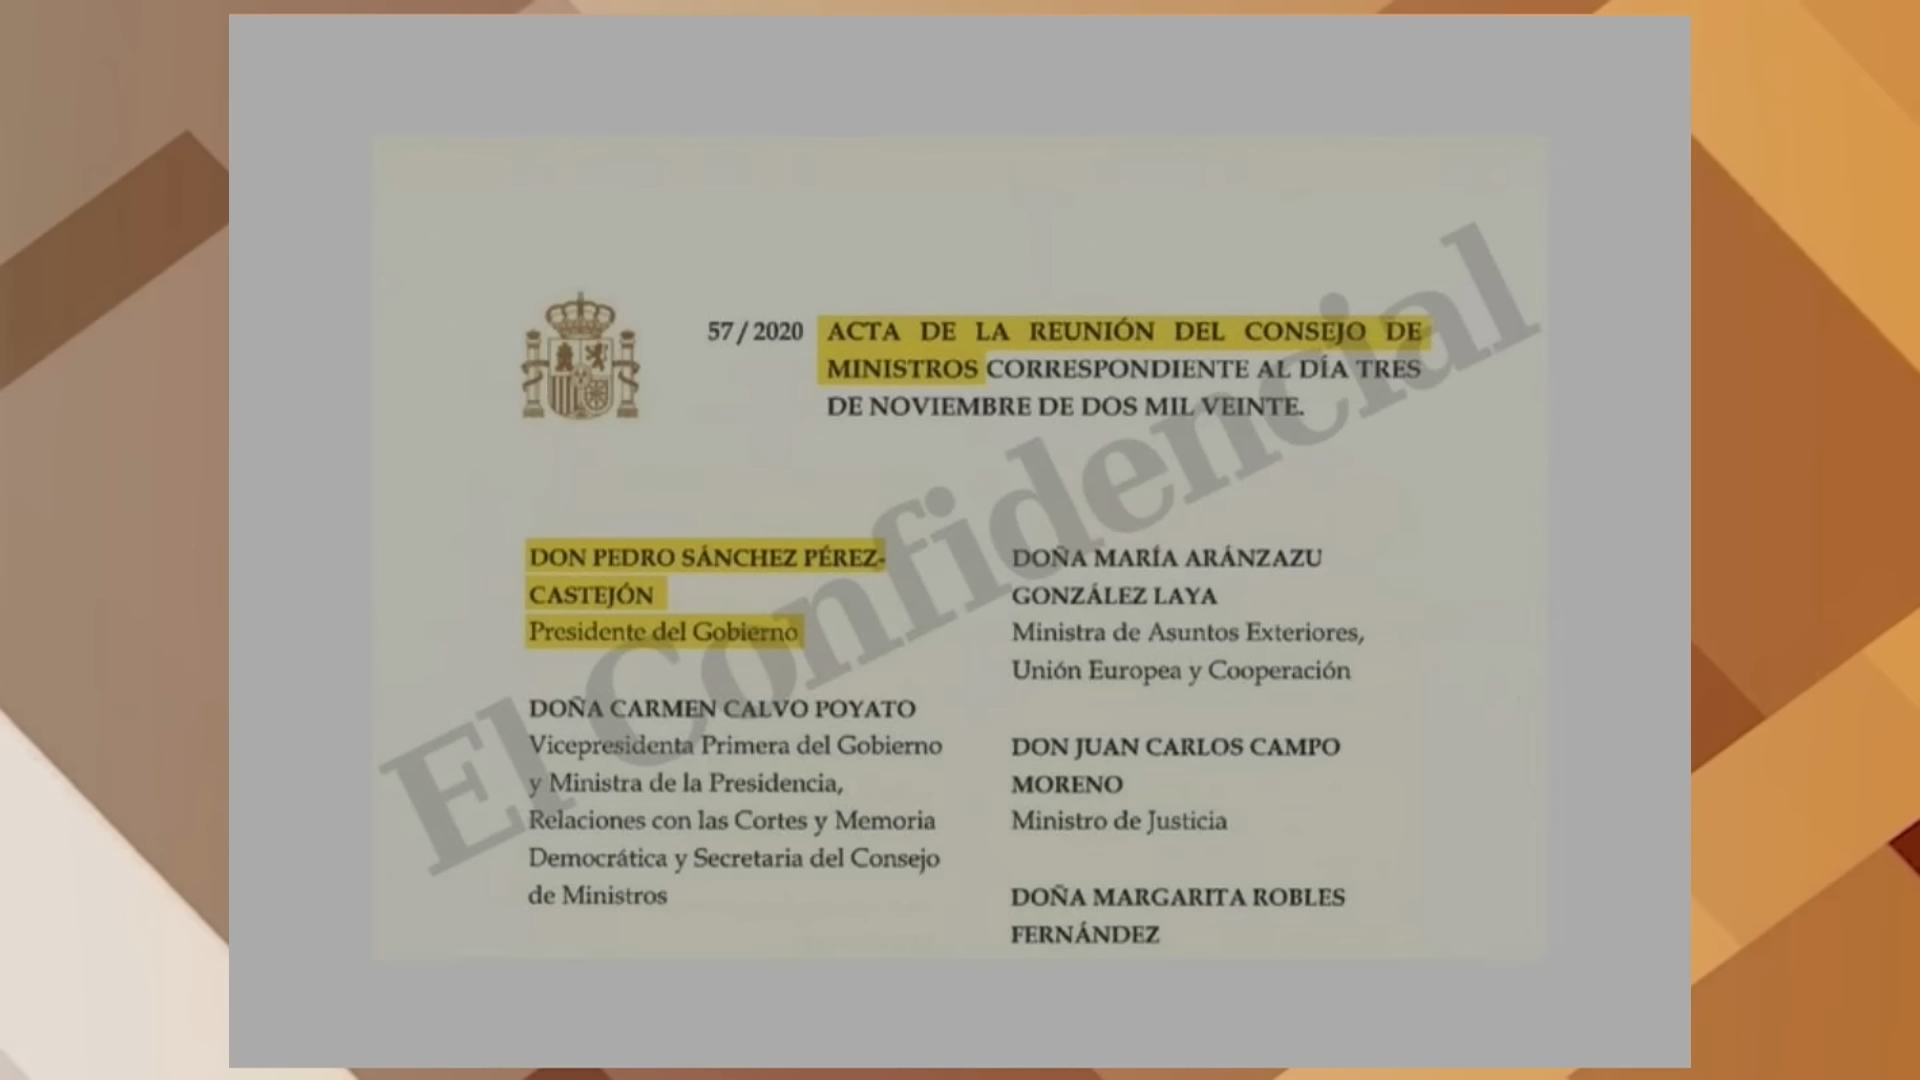 57 / 2020 ACTA DE LA REUNIÓN DEL CONSEJO DE
MINISTROS CORRESPONDIENTE AL DÍA TRES
DE NOVIEMBRE DE DOS MIL VEINTE.
DON PEDRO SÁNCHEZ PÉREZ-
CASTEJÓN
Presidente del Gobierno
DOÑA CARMEN CALVO POYATO
Vicepresidenta Primera del Gobierno
y Ministra de la Presidencia,
Relaciones con las Cortes y Memoria
Democrática y Secretaria del Consejo
de Ministros
DOÑA MARÍA ARÁNZAZU
GONZÁLEZ LAYA
Ministra de Asuntos Exteriores,
Unión Europea y Cooperación
DON JUAN CARLOS CAMPO
MORENO
Ministro de Justicia
DOÑA MARGARITA ROBLES
FERNÁNDEZ
El Confidencial